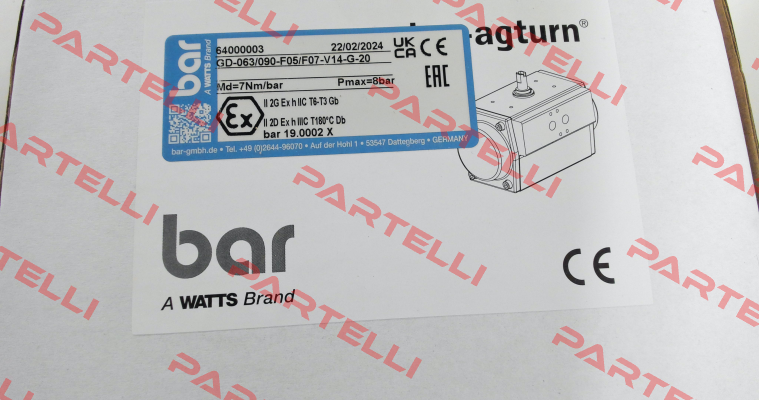 bar
A WATTS Brand
64000003 22/02/2024
UK CA CE
GD-063/090-F05/F07-V14-G-20
Md=7Nm/bar Pmax=8bar
EAC
Ex
II 2G Ex h IIC T6-T3 Gb
II 2D Ex h IIIC T180°C Db
bar 19.0002 X
bar-gmbh.de • Tel. +49 (0)2644-96070 • Auf der Hohl 1 • 53547 Dattenberg • GERMANY
-agturn®
bar
A WATTS Brand
CE
PARTELLI
PARTELLI
PARTELLI
PARTELLI
PARTELLI
PARTELLI
PARTELLI
PARTELLI